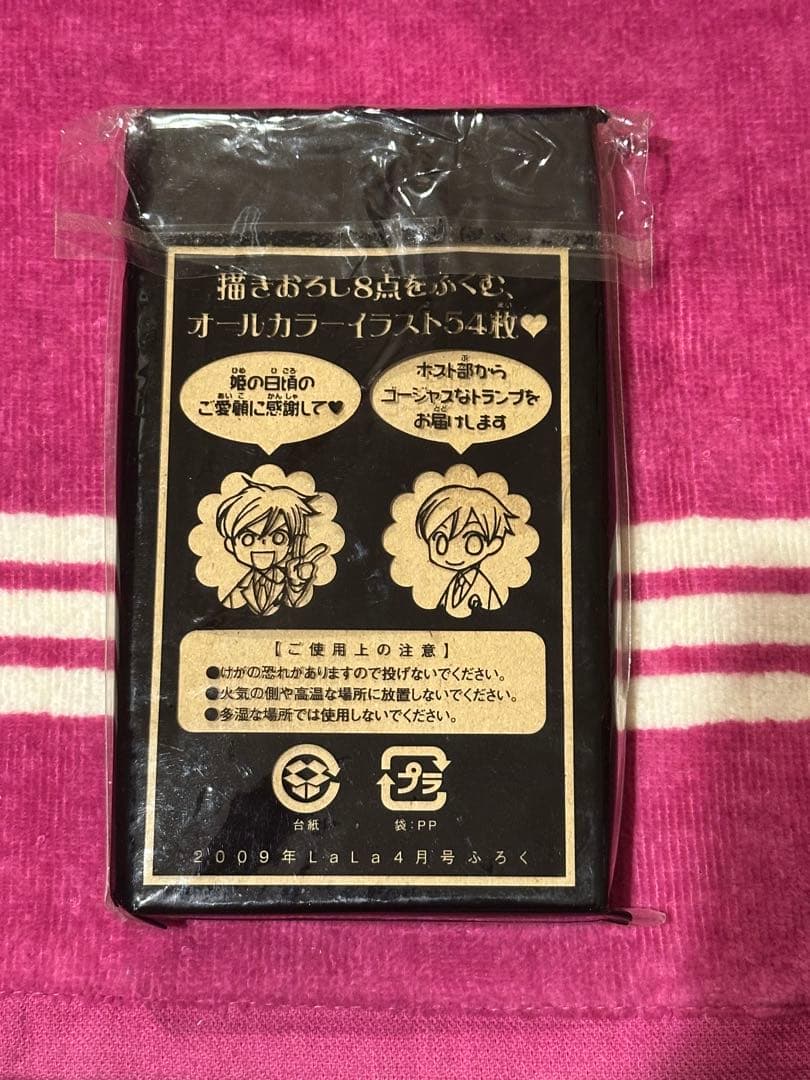 描きおろし8点をふくむ、
オールカラーイラスト54枚♥
姫の日頃の
ご愛顧に感謝して♥
ホスト部から
ゴージャスなトランプを
お届けします
【ご使用上の注意】
●けがの恐れがありますので投げないでください。
●火気の側や高温な場所に放置しないでください。
●多湿な場所では使用しないでください。
プラ
台紙 袋:PP
2009年LaLa4月号ふろく